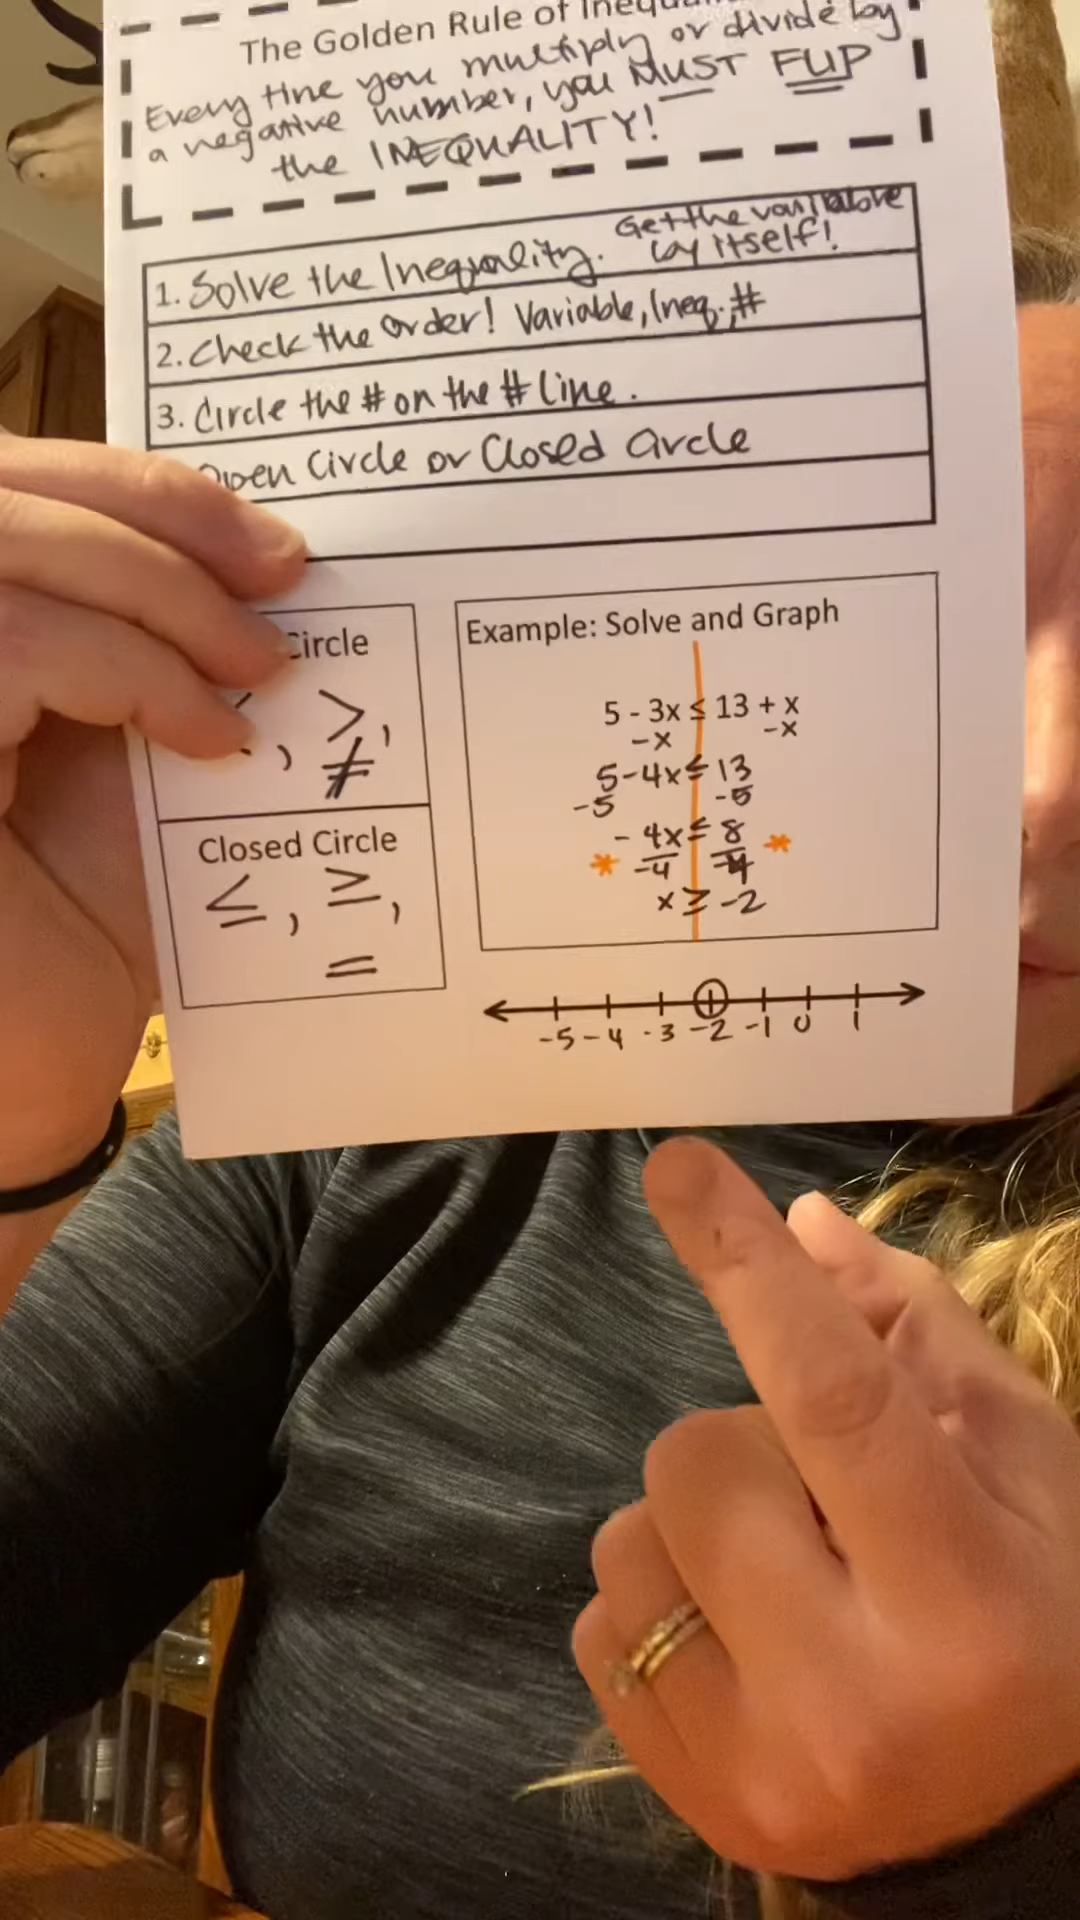 The Golden Rule of
Every time you multiply or divide by
a negative number, you MUST FLIP
the INEQUALITY!
1. Solve the Inequality. Get the variable
by itself!
2. Check the order! Variable, Ineq., #
3. Circle the # on the # line.
Open Circle or Closed Circle
Circle
>,
, ≠
Closed Circle
≤, ≥,
=
Example: Solve and Graph
5 - 3x ≤ 13 + x
-x -x
5-4x ≤ 13
-5 -5
-4x ≤ 8
* -4 -4 *
x ≥ -2
-5 -4 -3 -2 -1 0 1